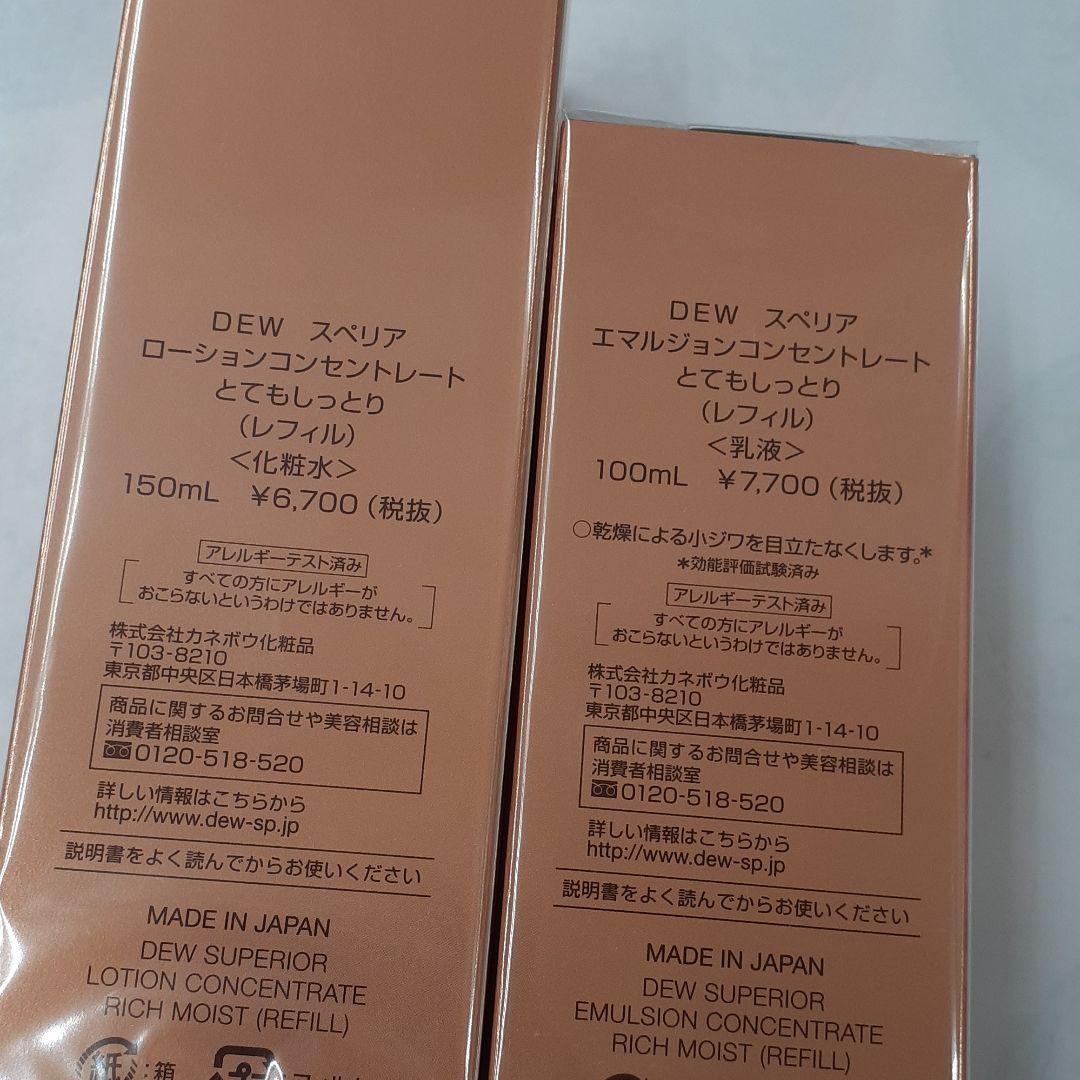 DEW スペリア
ローションコンセントレート
とてもしっとり
(レフィル)
<化粧水>
150mL ¥6,700(税抜)
アレルギーテスト済み
すべての方にアレルギーが
おこらないというわけではありません。
株式会社カネボウ化粧品
〒103-8210
東京都中央区日本橋茅場町1-14-10
商品に関するお問合せや美容相談は
消費者相談室
0120-518-520
詳しい情報はこちらから
http://www.dew-sp.jp
説明書をよく読んでからお使いください
MADE IN JAPAN
DEW SUPERIOR
LOTION CONCENTRATE
RICH MOIST (REFILL)
紙:箱
プラ:フィルム
DEW スペリア
エマルジョンコンセントレート
とてもしっとり
(レフィル)
<乳液>
100mL ¥7,700(税抜)
○乾燥による小ジワを目立たなくします。*
*効能評価試験済み
アレルギーテスト済み
すべての方にアレルギーが
おこらないというわけではありません。
株式会社カネボウ化粧品
〒103-8210
東京都中央区日本橋茅場町1-14-10
商品に関するお問合せや美容相談は
消費者相談室
0120-518-520
詳しい情報はこちらから
http://www.dew-sp.jp
説明書をよく読んでからお使いください
MADE IN JAPAN
DEW SUPERIOR
EMULSION CONCENTRATE
RICH MOIST (REFILL)